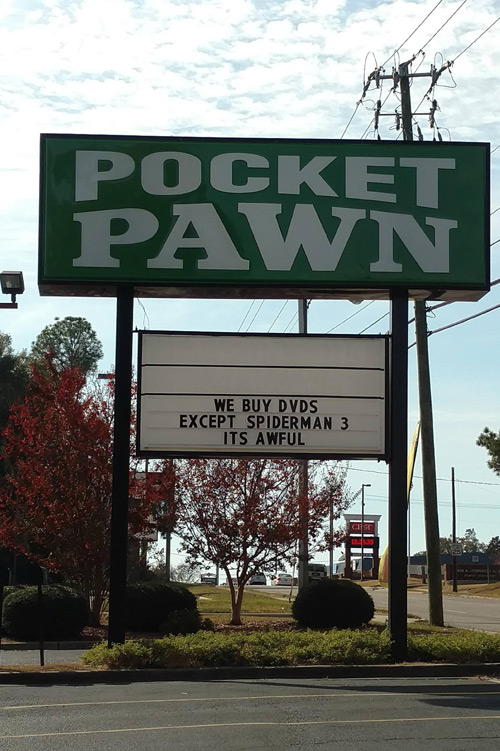 POCKET
PAWN
WE BUY DVDS
EXCEPT SPIDERMAN 3
ITS AWFUL